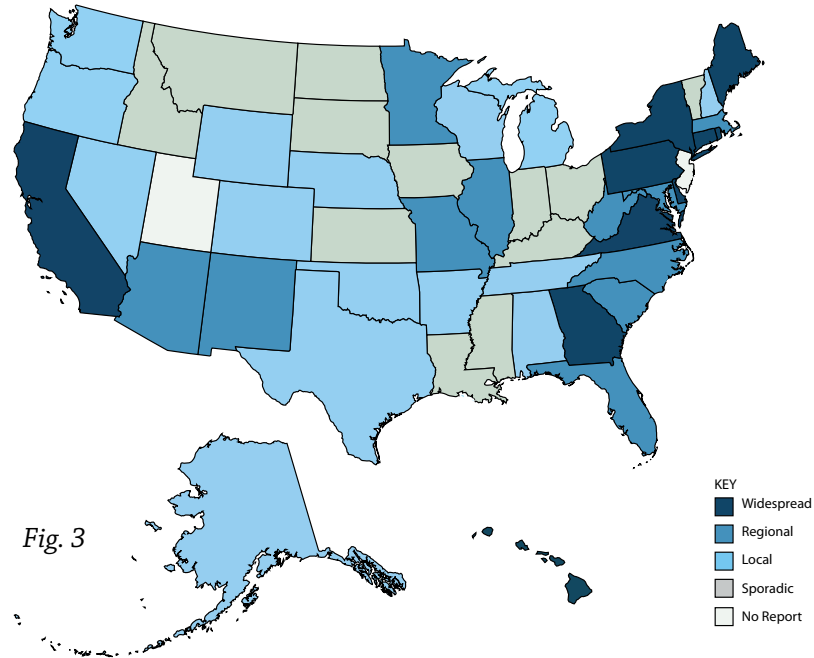 Fig. 3
KEY
Widespread
Regional
Local
Sporadic
No Report